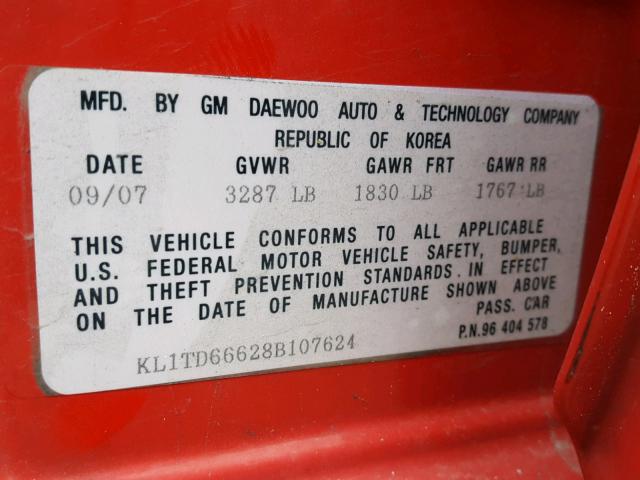 MFD. BY GM DAEWOO AUTO & TECHNOLOGY COMPANY
REPUBLIC OF KOREA
DATE GVWR GAWR FRT GAWR RR
09/07 3287 LB 1830 LB 1767 LB
THIS VEHICLE CONFORMS TO ALL APPLICABLE
U.S. FEDERAL MOTOR VEHICLE SAFETY, BUMPER,
AND THEFT PREVENTION STANDARDS. IN EFFECT
ON THE DATE OF MANUFACTURE SHOWN ABOVE
PASS. CAR
P.N.96 404 578
KL1TD66628B107624